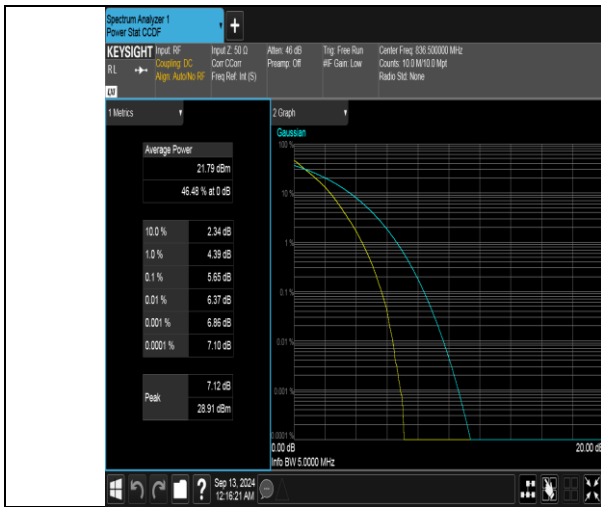 Spectrum Analyzer 1
Power Stat CCDF
+
KEYSIGHT
Input: RF
Input Z: 50 Ω
Atten: 46 dB
Trig: Free Run
Center Freq: 836.500000 MHz
RL
Coupling: DC
Corr CCorr
Preamp: Off
#IF Gain: Low
Counts: 10.0 M/10.0 Mpt
Align: Auto/No RF
Freq Ref: Int (S)
Radio Std: None
1 Metrics
2 Graph
Gaussian
Average Power
21.79 dBm
46.48 % at 0 dB
10.0 % 2.34 dB
1.0 % 4.39 dB
0.1 % 5.65 dB
0.01 % 6.37 dB
0.001 % 6.86 dB
0.0001 % 7.10 dB
Peak
7.12 dB
28.91 dBm
100 %
10 %
1 %
0.1 %
0.01 %
0.001 %
0.0001 %
0.00 dB
20.00 dB
Info BW 5.0000 MHz
?
Sep 13, 2024
12:16:21 AM